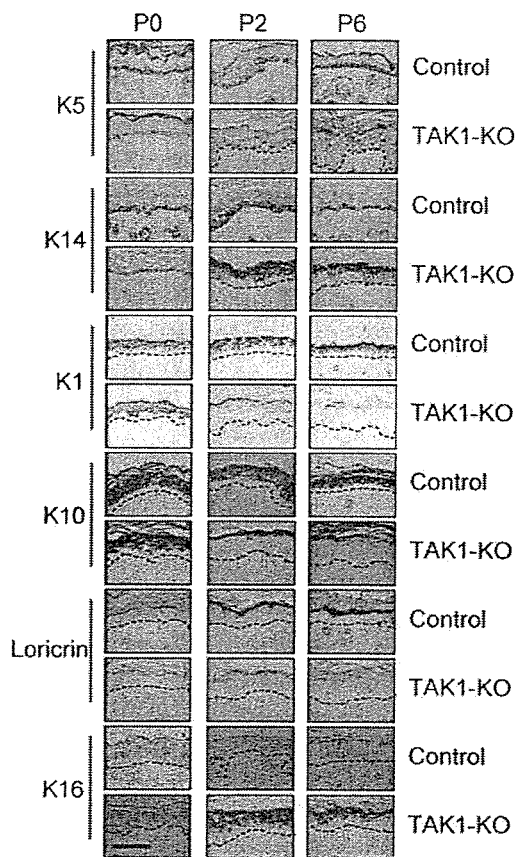 P0 P2 P6
K5
Control
TAK1-KO
K14
Control
TAK1-KO
K1
Control
TAK1-KO
K10
Control
TAK1-KO
Loricrin
Control
TAK1-KO
K16
Control
TAK1-KO